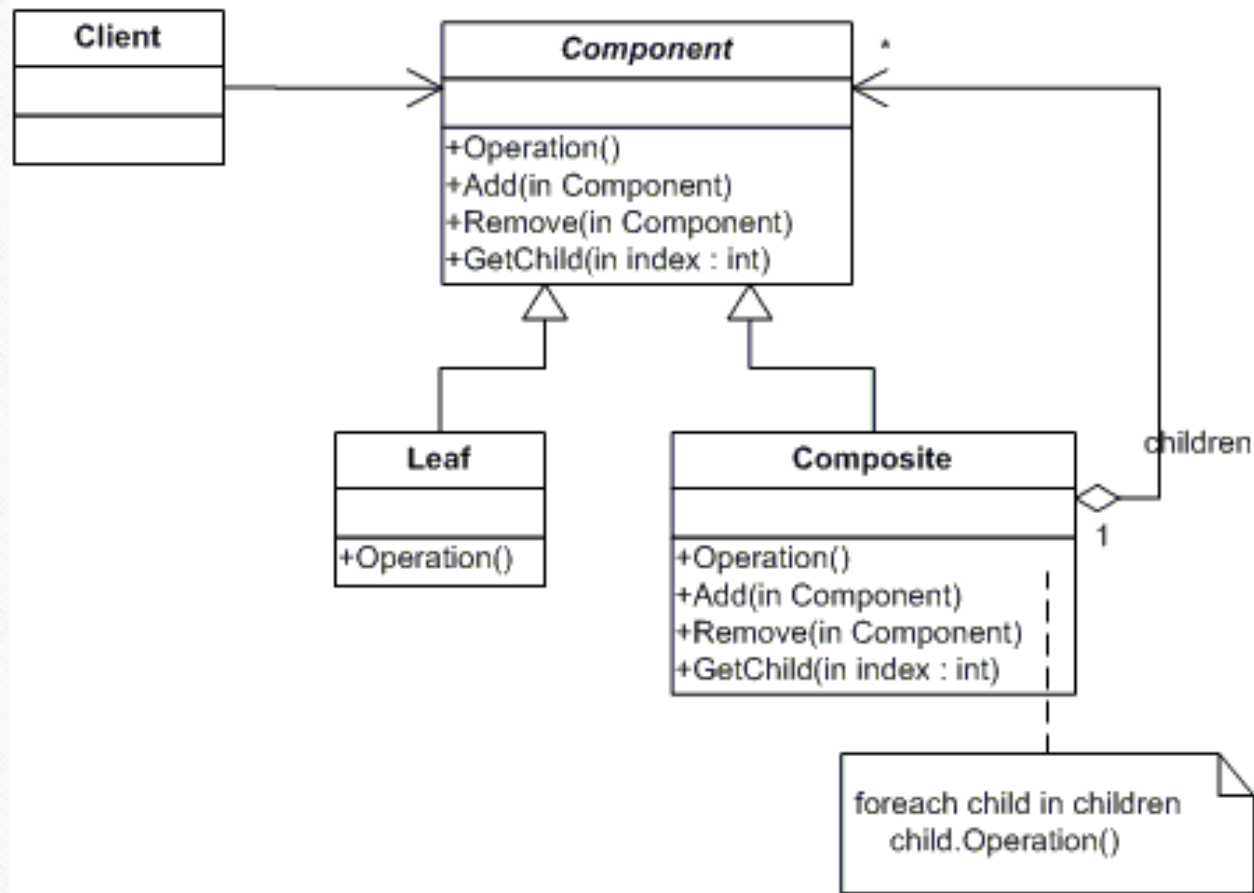 Client
Component
*
+Operation()
+Add(in Component)
+Remove(in Component)
+GetChild(in index : int)
children
Leaf
+Operation()
Composite
1
+Operation()
+Add(in Component)
+Remove(in Component)
+GetChild(in index : int)
foreach child in children
child.Operation()